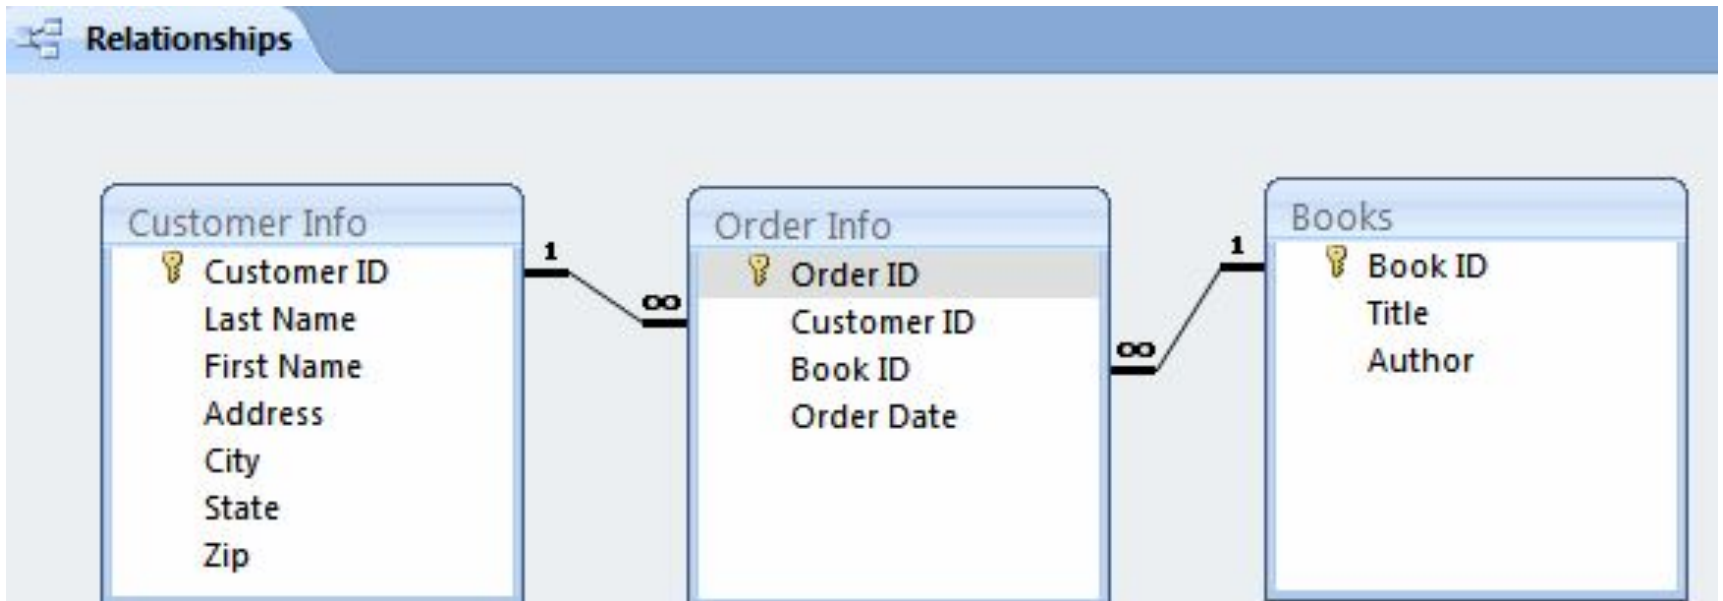 Relationships
Customer Info
Customer ID
Last Name
First Name
Address
City
State
Zip
1
∞
Order Info
Order ID
Customer ID
Book ID
Order Date
1
∞
Books
Book ID
Title
Author